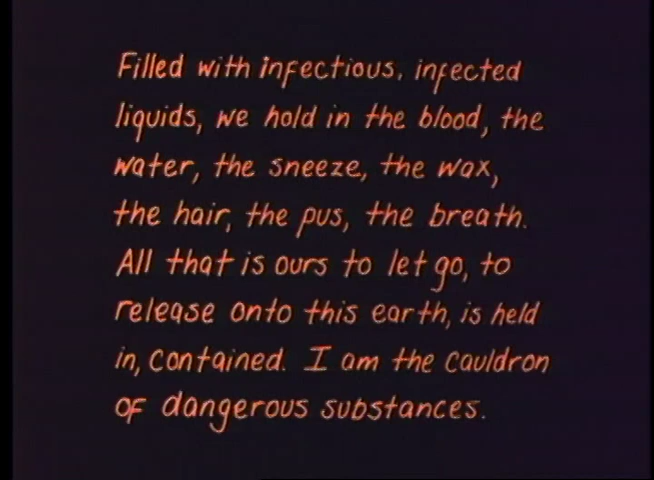 Filled with infectious, infected
liquids, we hold in the blood, the
water, the sneeze, the wax,
the hair, the pus, the breath.
All that is ours to let go, to
release onto this earth, is held
in, contained. I am the cauldron
of dangerous substances.